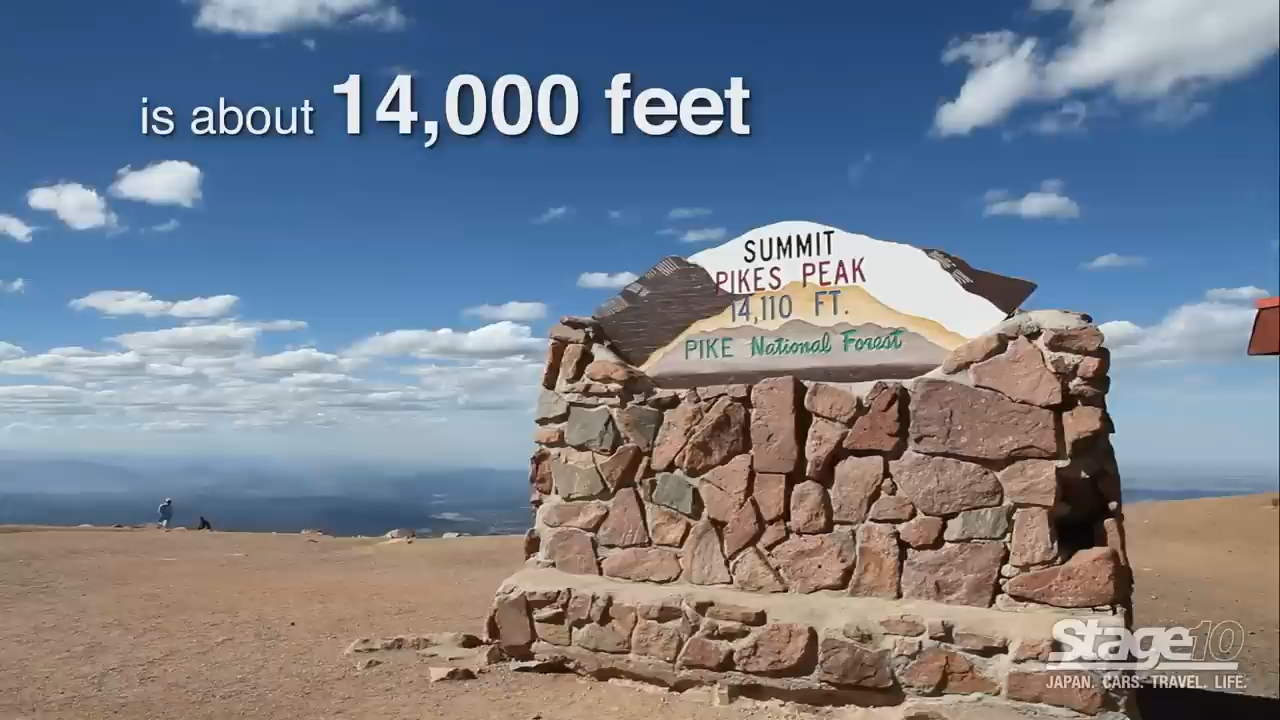 is about 14,000 feet
SUMMIT
PIKES PEAK
14,110 FT.
PIKE National Forest
Stage10
JAPAN. CARS. TRAVEL. LIFE.